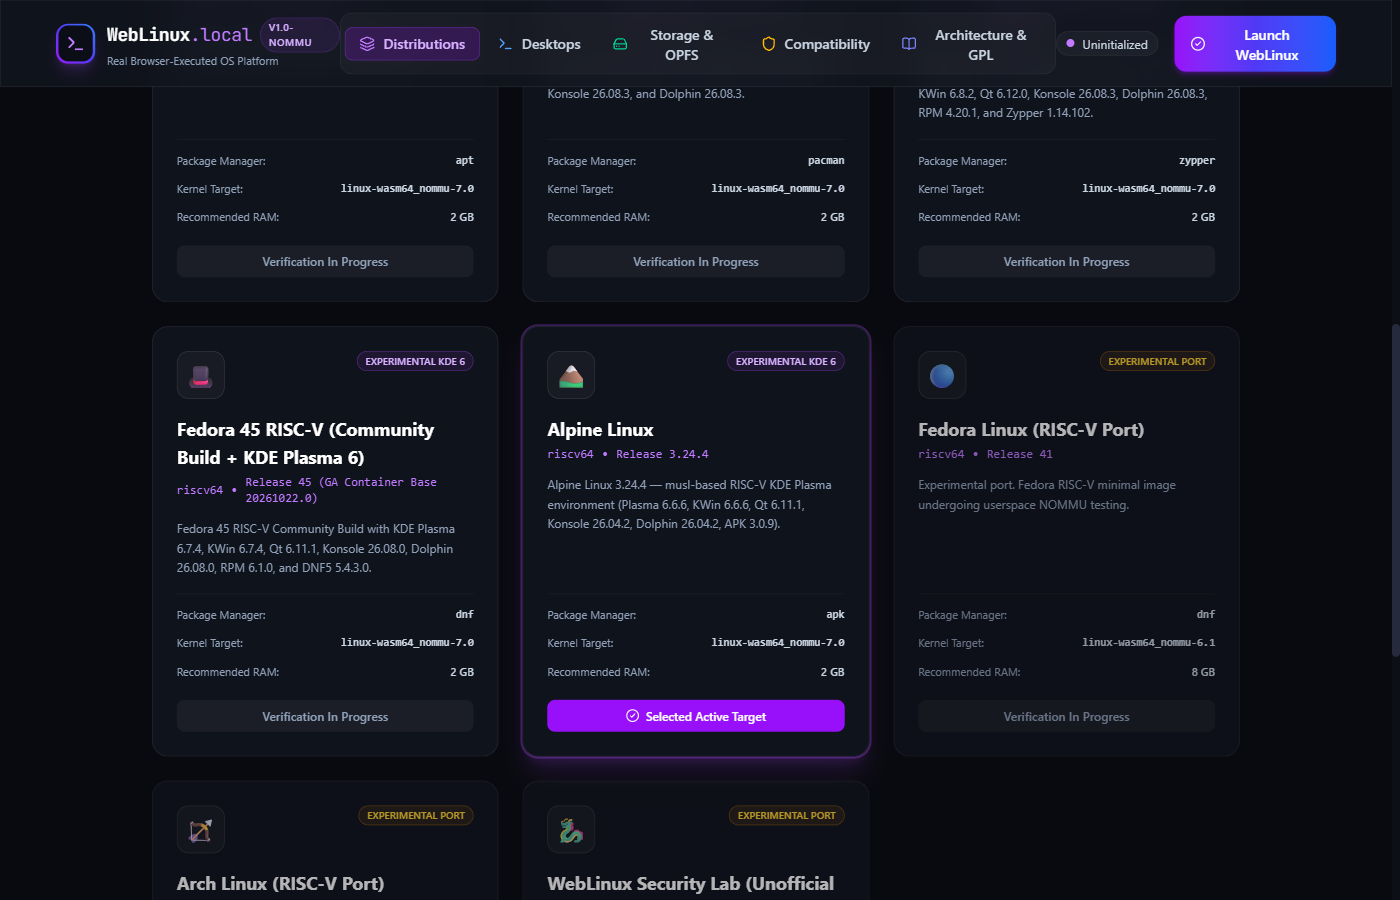 WebLinux.local
V1.0-
NOMMU
Real Browser-Executed OS Platform
Distributions
Desktops
Storage &
OPFS
Compatibility
Architecture &
GPL
Uninitialized
Launch
WebLinux
Package Manager:
apt
Kernel Target:
linux-wasm64_nommu-7.0
Recommended RAM:
2 GB
Verification In Progress
Konsole 26.08.3, and Dolphin 26.08.3.
Package Manager:
pacman
Kernel Target:
linux-wasm64_nommu-7.0
Recommended RAM:
2 GB
Verification In Progress
KWin 6.8.2, Qt 6.12.0, Konsole 26.08.3, Dolphin 26.08.3,
RPM 4.20.1, and Zypper 1.14.102.
Package Manager:
zypper
Kernel Target:
linux-wasm64_nommu-7.0
Recommended RAM:
2 GB
Verification In Progress
EXPERIMENTAL KDE 6
Fedora 45 RISC-V (Community
Build + KDE Plasma 6)
riscv64 • Release 45 (GA Container Base
20261022.0)
Fedora 45 RISC-V Community Build with KDE Plasma
6.7.4, KWin 6.7.4, Qt 6.11.1, Konsole 26.08.0, Dolphin
26.08.0, RPM 6.1.0, and DNF5 5.4.3.0.
Package Manager:
dnf
Kernel Target:
linux-wasm64_nommu-7.0
Recommended RAM:
2 GB
Verification In Progress
EXPERIMENTAL KDE 6
Alpine Linux
riscv64 • Release 3.24.4
Alpine Linux 3.24.4 — musl-based RISC-V KDE Plasma
environment (Plasma 6.6.6, KWin 6.6.6, Qt 6.11.1,
Konsole 26.04.2, Dolphin 26.04.2, APK 3.0.9).
Package Manager:
apk
Kernel Target:
linux-wasm64_nommu-7.0
Recommended RAM:
2 GB
Selected Active Target
EXPERIMENTAL PORT
Fedora Linux (RISC-V Port)
riscv64 • Release 41
Experimental port. Fedora RISC-V minimal image
undergoing userspace NOMMU testing.
Package Manager:
dnf
Kernel Target:
linux-wasm64_nommu-6.1
Recommended RAM:
8 GB
Verification In Progress
EXPERIMENTAL PORT
Arch Linux (RISC-V Port)
EXPERIMENTAL PORT
WebLinux Security Lab (Unofficial